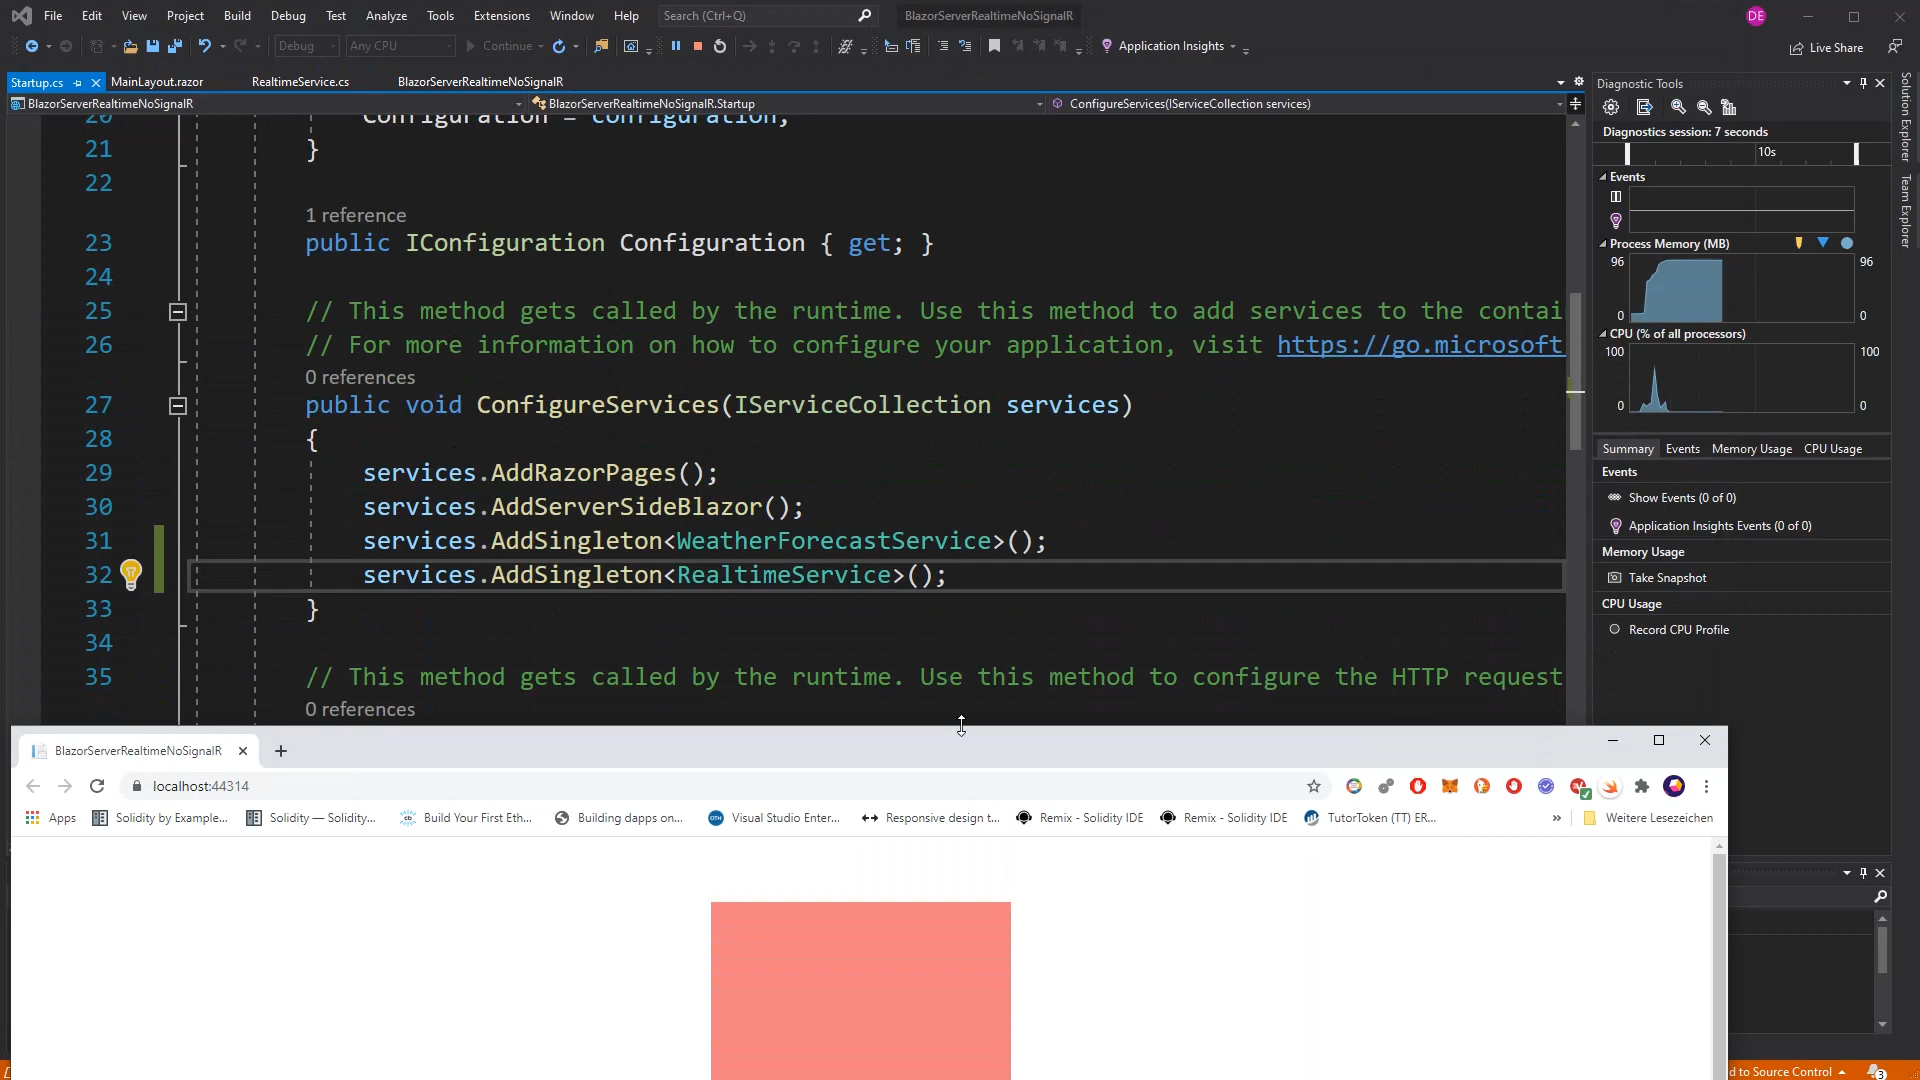 File Edit View Project Build Debug Test Analyze Tools Extensions Window Help Search (Ctrl+Q) BlazorServerRealtimeNoSignalR DE
Debug Any CPU Continue Application Insights Live Share
Startup.cs MainLayout.razor RealtimeService.cs BlazorServerRealtimeNoSignalR
BlazorServerRealtimeNoSignalR BlazorServerRealtimeNoSignalR.Startup ConfigureServices(IServiceCollection services)
20 Configuration = configuration;
21 }
22
1 reference
23 public IConfiguration Configuration { get; }
24
25 // This method gets called by the runtime. Use this method to add services to the contai
26 // For more information on how to configure your application, visit https://go.microsoft.
0 references
27 public void ConfigureServices(IServiceCollection services)
28 {
29 services.AddRazorPages();
30 services.AddServerSideBlazor();
31 services.AddSingleton<WeatherForecastService>();
32 services.AddSingleton<RealtimeService>();
33 }
34
35 // This method gets called by the runtime. Use this method to configure the HTTP request
0 references
Diagnostic Tools
Diagnostics session: 7 seconds
10s
Events
Process Memory (MB)
96 96
0 0
CPU (% of all processors)
100 100
0 0
Summary Events Memory Usage CPU Usage
Events
Show Events (0 of 0)
Application Insights Events (0 of 0)
Memory Usage
Take Snapshot
CPU Usage
Record CPU Profile
Solution Explorer
Team Explorer
BlazorServerRealtimeNoSignalR
localhost:44314
Apps Solidity by Example... Solidity — Solidity... Build Your First Eth... Building dapps on... Visual Studio Enter... Responsive design t... Remix - Solidity IDE Remix - Solidity IDE TutorToken (TT) ER... » Weitere Lesezeichen
d to Source Control 3